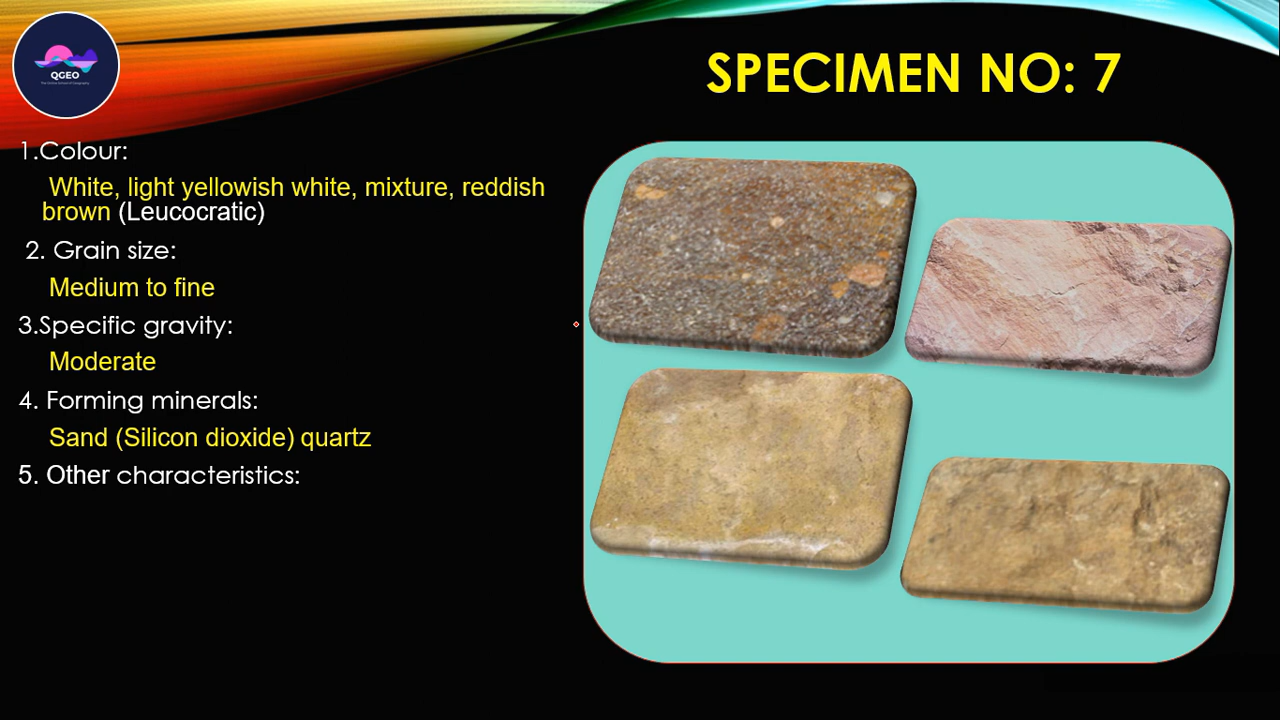 QGEO
SPECIMEN NO: 7
1.Colour:
White, light yellowish white, mixture, reddish
brown (Leucocratic)
2. Grain size:
Medium to fine
3.Specific gravity:
Moderate
4. Forming minerals:
Sand (Silicon dioxide) quartz
5. Other characteristics: